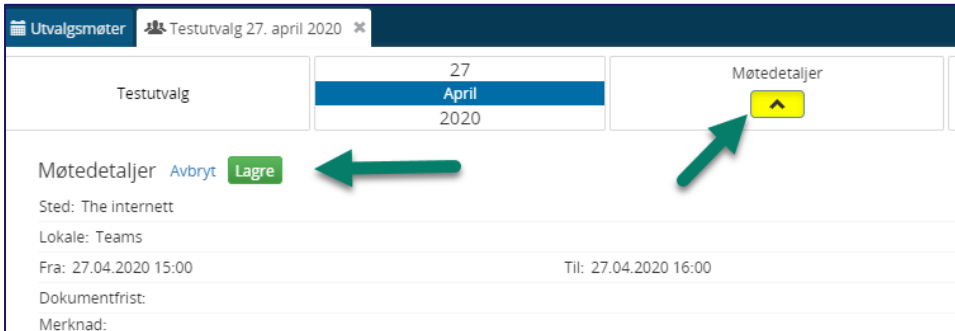 Utvalgsmøter Testutvalg 27. april 2020 ×
Testutvalg
27
April
2020
Møtedetaljer
Møtedetaljer Avbryt Lagre
Sted: The internett
Lokale: Teams
Fra: 27.04.2020 15:00 Til: 27.04.2020 16:00
Dokumentfrist:
Merknad: